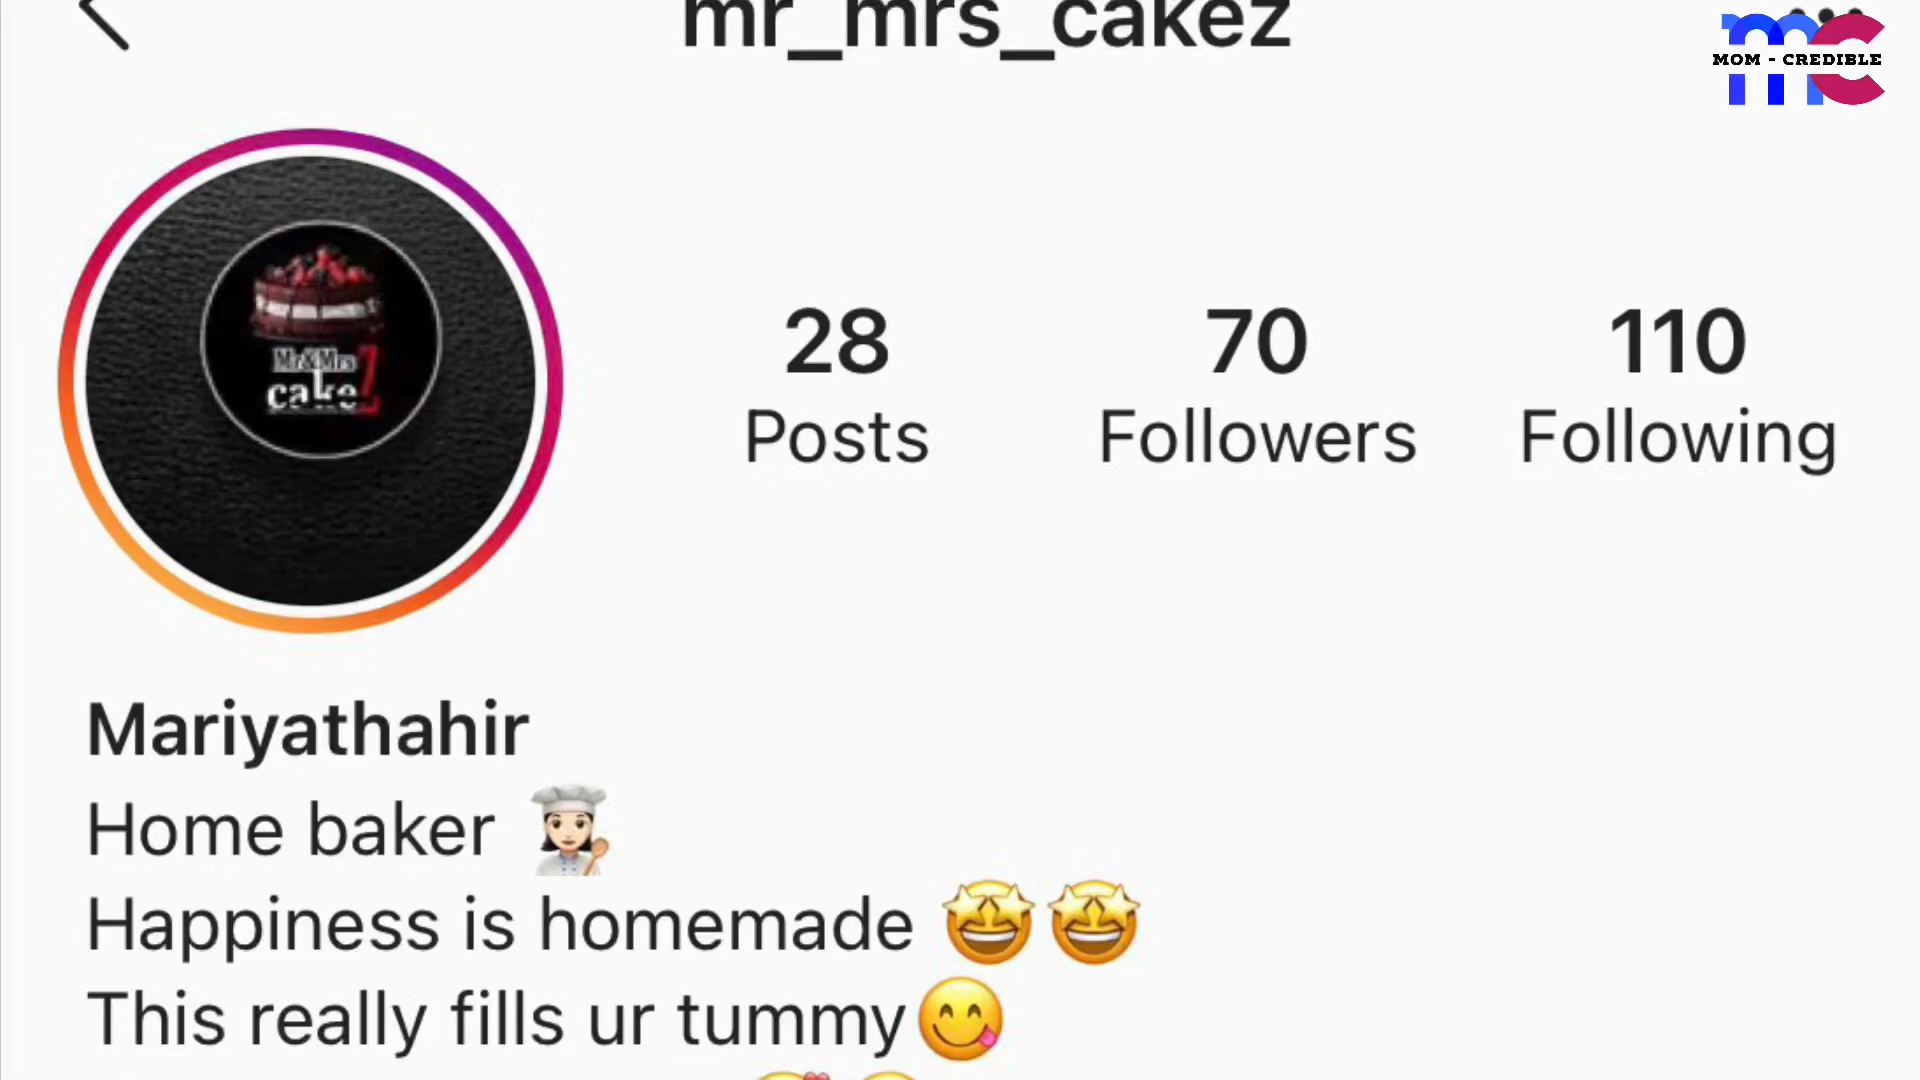 mr_mrs_cakez
MOM - CREDIBLE
Mr&Mrs
cakeZ
28
70
110
Posts
Followers
Following
Mariyathahir
Home baker 👩🏻‍🍳
Happiness is homemade 🤩🤩
This really fills ur tummy😋